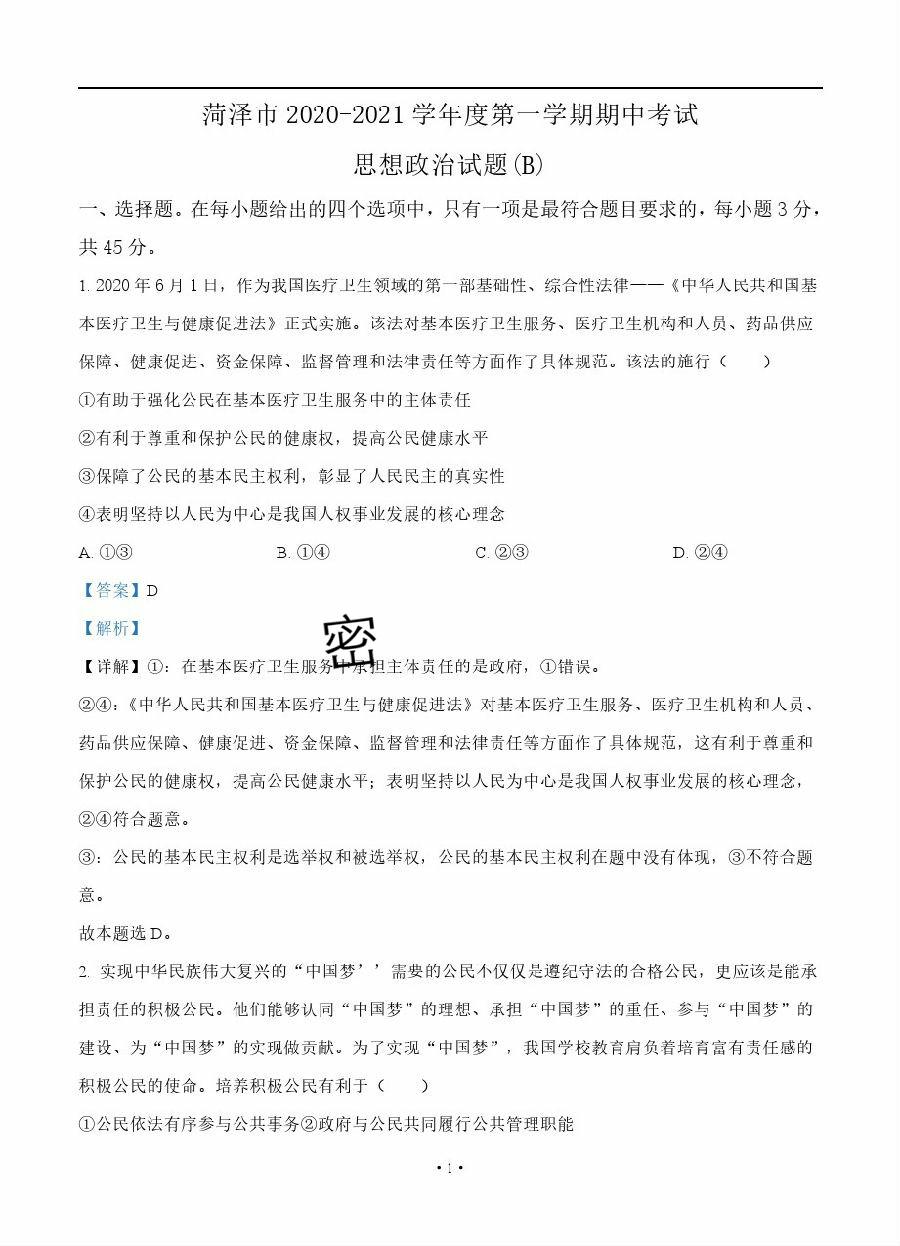 菏泽市 2020-2021 学年度第一学期期中考试
思想政治试题(B)
一、选择题。在每小题给出的四个选项中，只有一项是最符合题目要求的，每小题 3 分，
共 45 分。
1. 2020 年 6 月 1 日，作为我国医疗卫生领域的第一部基础性、综合性法律——《中华人民共和国基
本医疗卫生与健康促进法》正式实施。该法对基本医疗卫生服务、医疗卫生机构和人员、药品供应
保障、健康促进、资金保障、监督管理和法律责任等方面作了具体规范。该法的施行（　　）
①有助于强化公民在基本医疗卫生服务中的主体责任
②有利于尊重和保护公民的健康权，提高公民健康水平
③保障了公民的基本民主权利，彰显了人民民主的真实性
④表明坚持以人民为中心是我国人权事业发展的核心理念
A. ①③ B. ①④ C. ②③ D. ②④
【答案】D
【解析】
密
【详解】①：在基本医疗卫生服务中承担主体责任的是政府，①错误。
②④：《中华人民共和国基本医疗卫生与健康促进法》对基本医疗卫生服务、医疗卫生机构和人员、
药品供应保障、健康促进、资金保障、监督管理和法律责任等方面作了具体规范，这有利于尊重和
保护公民的健康权，提高公民健康水平；表明坚持以人民为中心是我国人权事业发展的核心理念，
②④符合题意。
③：公民的基本民主权利是选举权和被选举权，公民的基本民主权利在题中没有体现，③不符合题
意。
故本题选 D。
2. 实现中华民族伟大复兴的“中国梦’’需要的公民不仅仅是遵纪守法的合格公民，更应该是能承
担责任的积极公民。他们能够认同“中国梦”的理想、承担“中国梦”的重任、参与“中国梦”的
建设、为“中国梦”的实现做贡献。为了实现“中国梦”，我国学校教育肩负着培育富有责任感的
积极公民的使命。培养积极公民有利于（　　）
①公民依法有序参与公共事务②政府与公民共同履行公共管理职能
•1•